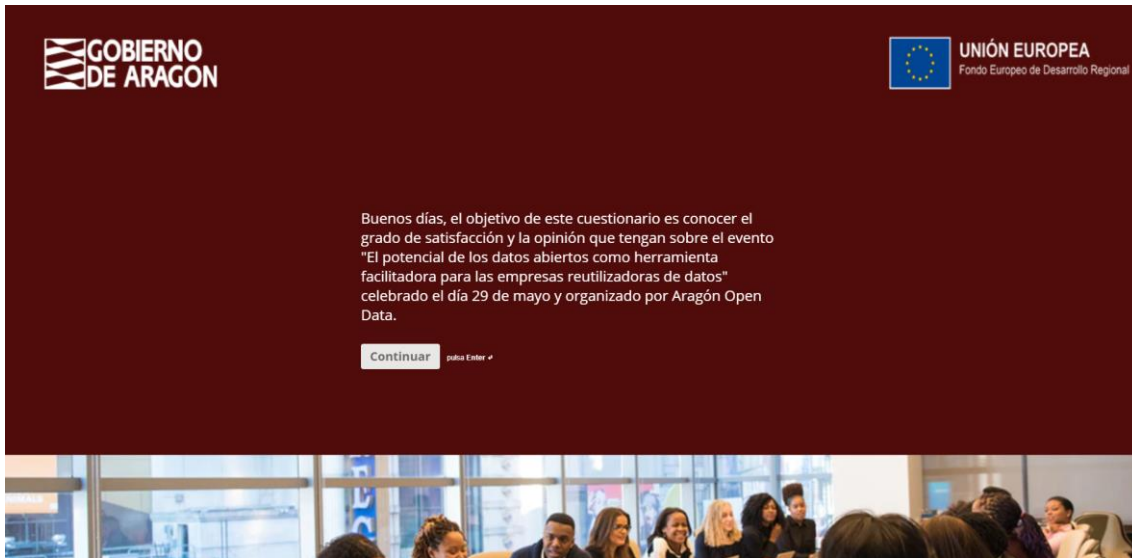 GOBIERNO
DE ARAGON
UNIÓN EUROPEA
Fondo Europeo de Desarrollo Regional
Buenos días, el objetivo de este cuestionario es conocer el
grado de satisfacción y la opinión que tengan sobre el evento
"El potencial de los datos abiertos como herramienta
facilitadora para las empresas reutilizadoras de datos"
celebrado el día 29 de mayo y organizado por Aragón Open
Data.
Continuar
pulsa Enter ↵